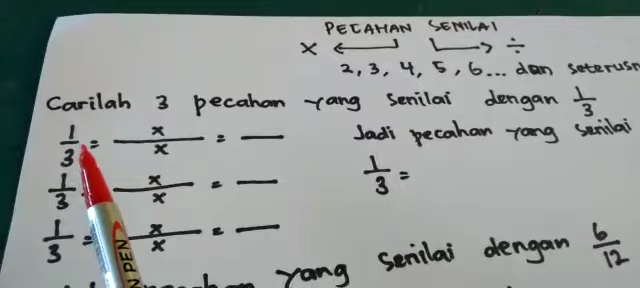 PECAHAN SENILAI
× ← → ÷
2, 3, 4, 5, 6... dan seterusn
Carilah 3 pecahan yang senilai dengan 1/3
1/3 = ×/× = —
Jadi pecahan yang senilai
1/3 ×/× = —
1/3 =
1/3 = ×/× = —
yang senilai dengan 6/12